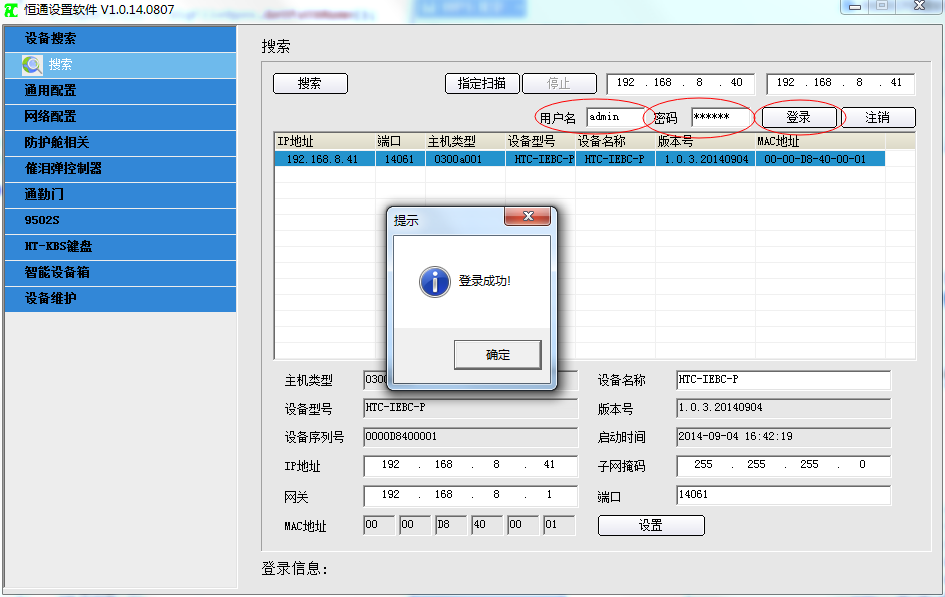 恒通设置软件 V1.0.14.0807
设备搜索
搜索
通用配置
网络配置
防护舱相关
催泪弹控制器
通勤门
9502S
HT-KBS键盘
智能设备箱
设备维护
搜索
搜索 指定扫描 停止 192 . 168 . 8 . 40 192 . 168 . 8 . 41
用户名 admin 密码 ****** 登录 注销
IP地址 端口 主机类型 设备型号 设备名称 版本号 MAC地址
192.168.8.41 14061 0300a001 HT-IEBC-P HTC-IEBC-P 1.0.3.20140904 00-00-D8-40-00-01
提示
登录成功!
确定
主机类型 0300 设备名称 HTC-IEBC-P
设备型号 HTC-IEBC-P 版本号 1.0.3.20140904
设备序列号 0000D8400001 启动时间 2014-09-04 16:42:19
IP地址 192 . 168 . 8 . 41 子网掩码 255 . 255 . 255 . 0
网关 192 . 168 . 8 . 1 端口 14061
MAC地址 00 00 D8 40 00 01 设置
登录信息: